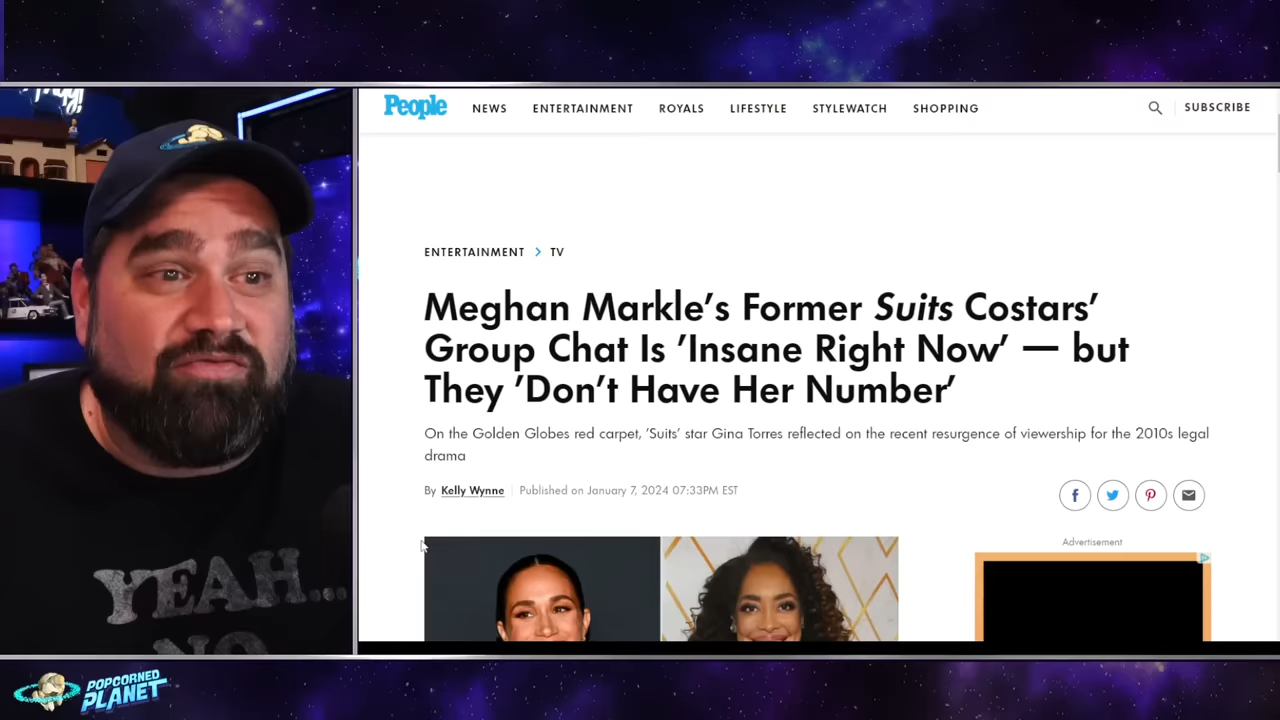 People
NEWS
ENTERTAINMENT
ROYALS
LIFESTYLE
STYLEWATCH
SHOPPING
SUBSCRIBE
ENTERTAINMENT > TV
Meghan Markle’s Former Suits Costars’
Group Chat Is ’Insane Right Now’ — but
They ’Don’t Have Her Number’
On the Golden Globes red carpet, ‘Suits’ star Gina Torres reflected on the recent resurgence of viewership for the 2010s legal
drama
By Kelly Wynne | Published on January 7, 2024 07:33PM EST
Advertisement
YEAH...
NO
POPCORNED
PLANET